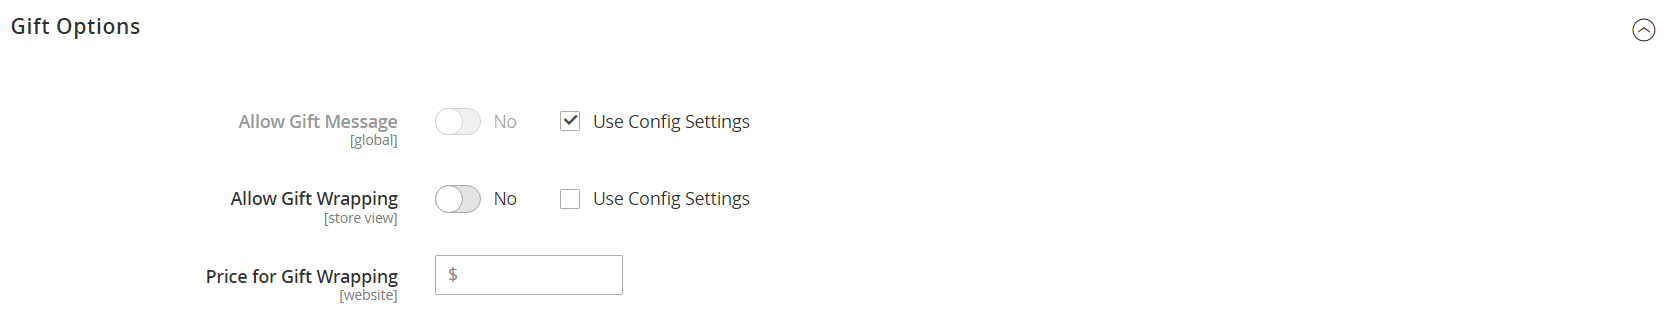 Gift Options
Allow Gift Message No Use Config Settings
[global]
Allow Gift Wrapping No Use Config Settings
[store view]
Price for Gift Wrapping $
[website]